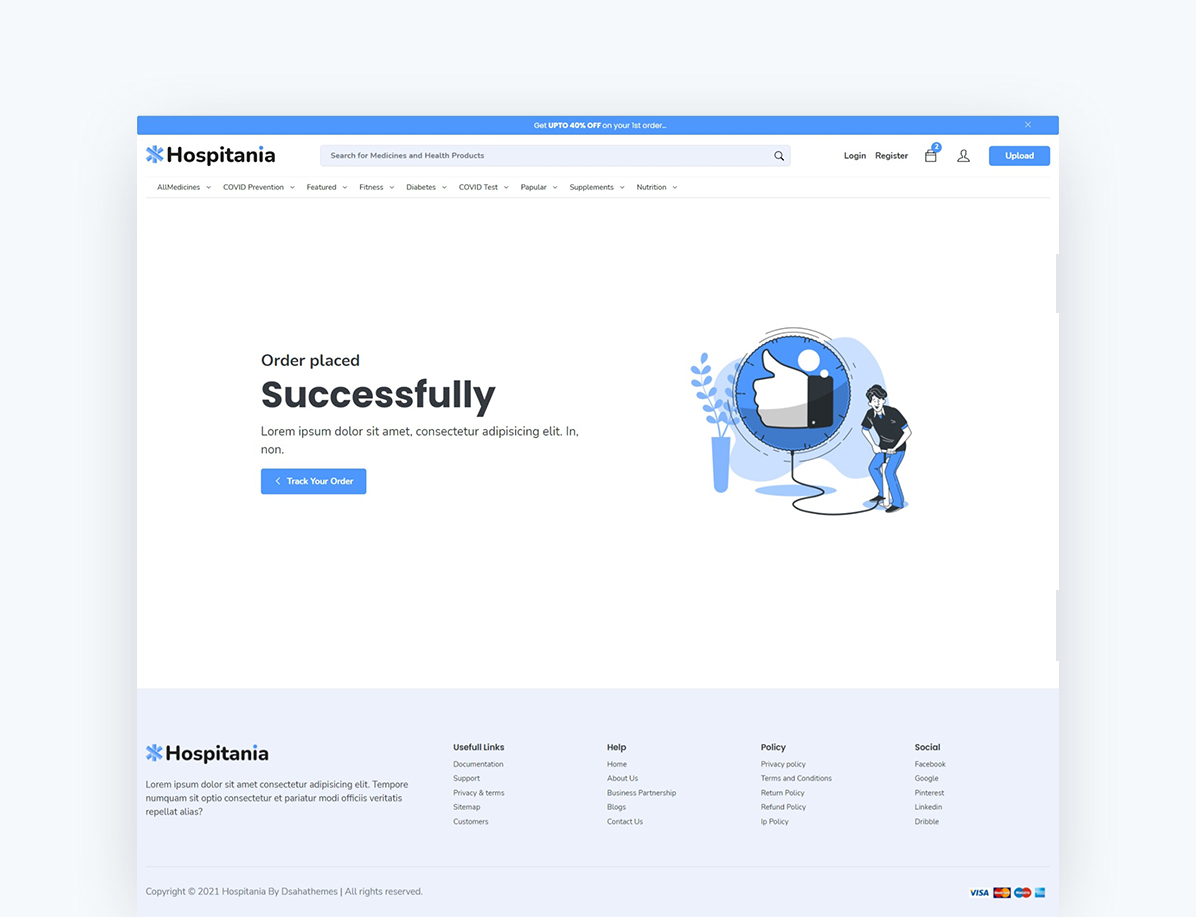 Get UPTO 40% OFF on your 1st order...
Hospitania
Search for Medicines and Health Products
Login Register 2 Upload
AllMedicines COVID Prevention Featured Fitness Diabetes COVID Test Papular Supplements Nutrition
Order placed
Successfully
Lorem ipsum dolor sit amet, consectetur adipisicing elit. In,
non.
Track Your Order
Hospitania
Lorem ipsum dolor sit amet consectetur adipisicing elit. Tempore
numquam sit optio consectetur et pariatur modi officiis veritatis
repellat alias?
Usefull Links
Documentation
Support
Privacy & terms
Sitemap
Customers
Help
Home
About Us
Business Partnership
Blogs
Contact Us
Policy
Privacy policy
Terms and Conditions
Return Policy
Refund Policy
Ip Policy
Social
Facebook
Google
Pinterest
Linkedin
Dribble
Copyright © 2021 Hospitania By Dsahathemes | All rights reserved.
VISA